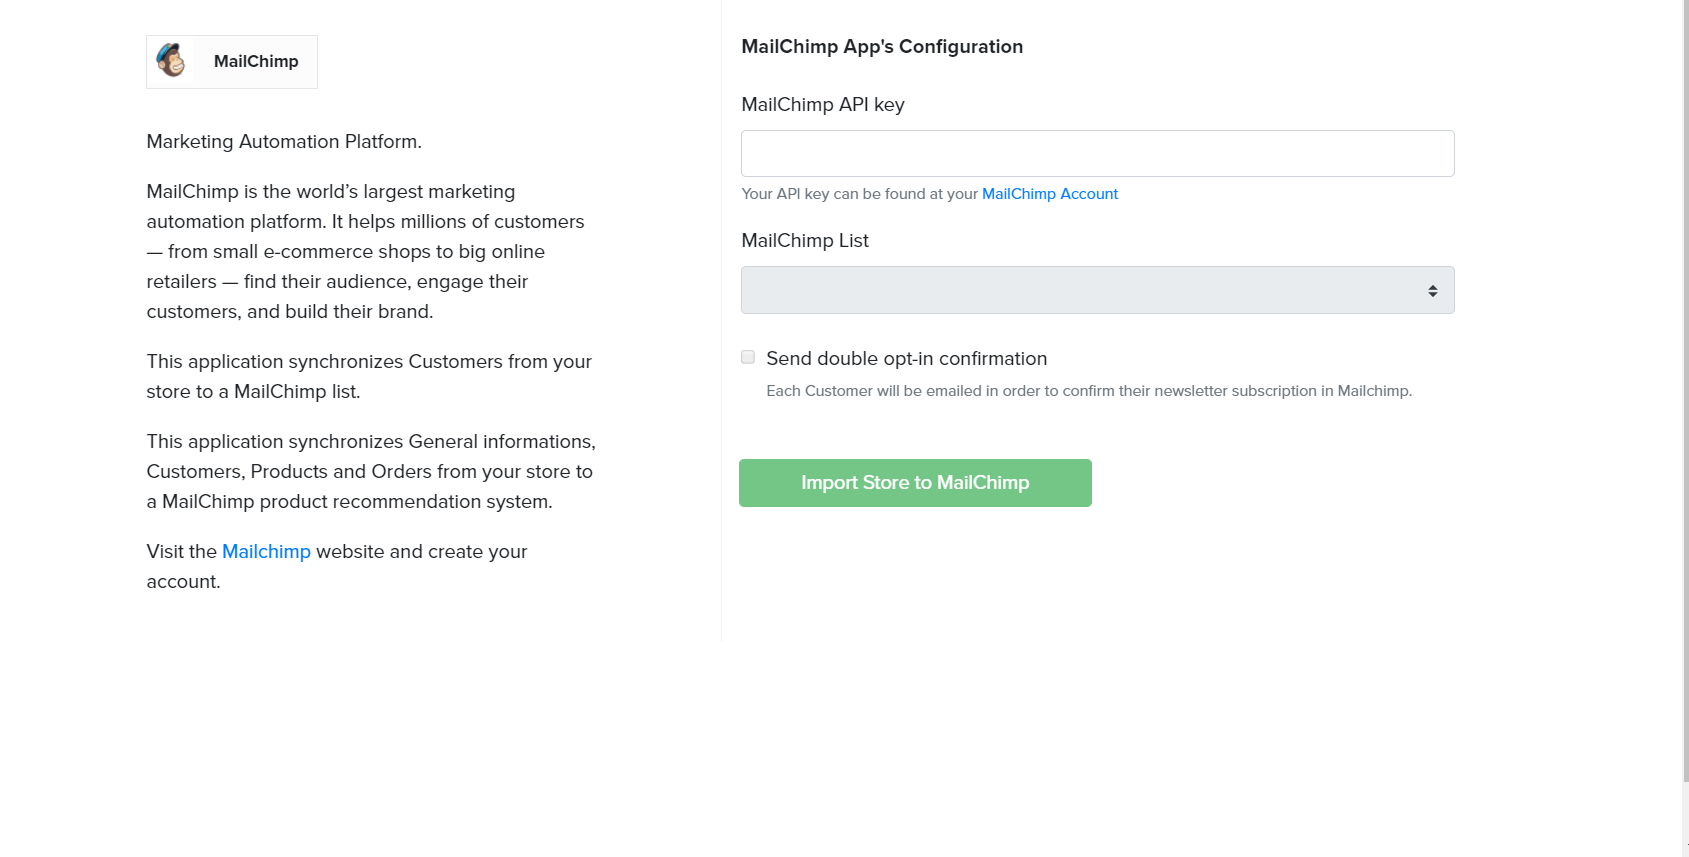 MailChimp
Marketing Automation Platform.
MailChimp is the world’s largest marketing
automation platform. It helps millions of customers
— from small e-commerce shops to big online
retailers — find their audience, engage their
customers, and build their brand.
This application synchronizes Customers from your
store to a MailChimp list.
This application synchronizes General informations,
Customers, Products and Orders from your store to
a MailChimp product recommendation system.
Visit the Mailchimp website and create your
account.
MailChimp App's Configuration
MailChimp API key
Your API key can be found at your MailChimp Account
MailChimp List
Send double opt-in confirmation
Each Customer will be emailed in order to confirm their newsletter subscription in Mailchimp.
Import Store to MailChimp